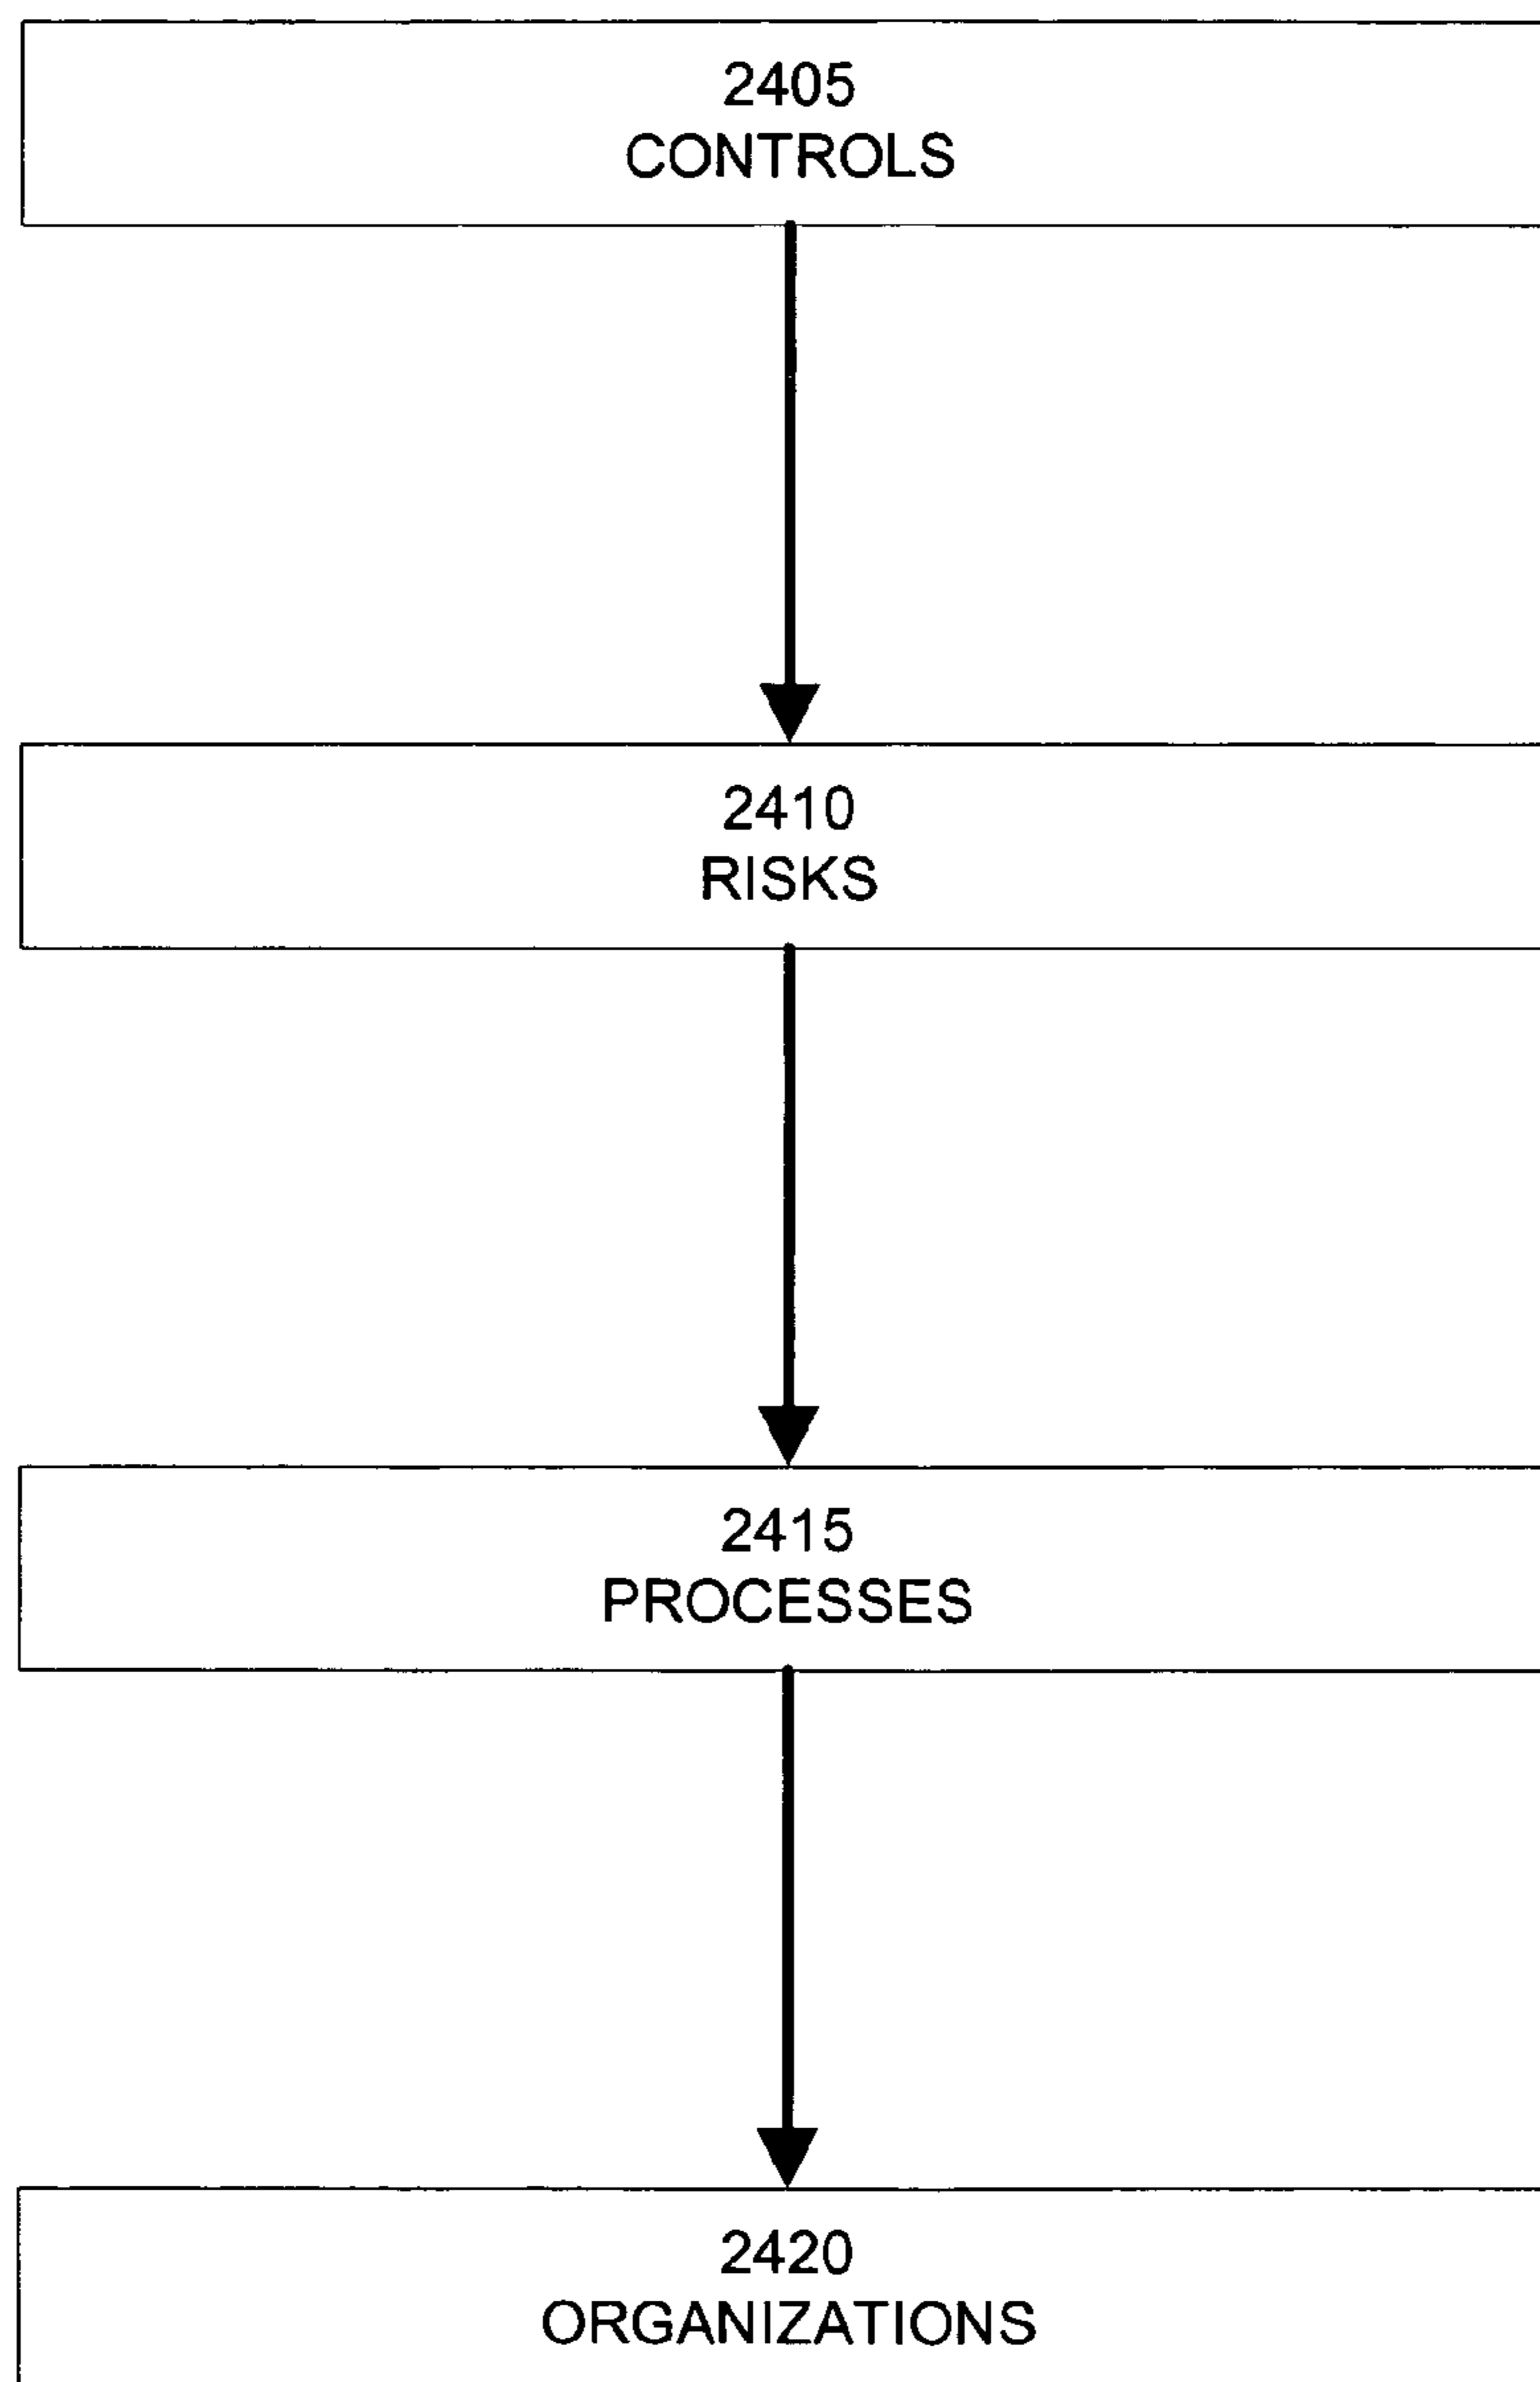 2405
CONTROLS
2410
RISKS
2415
PROCESSES
2420
ORGANIZATIONS